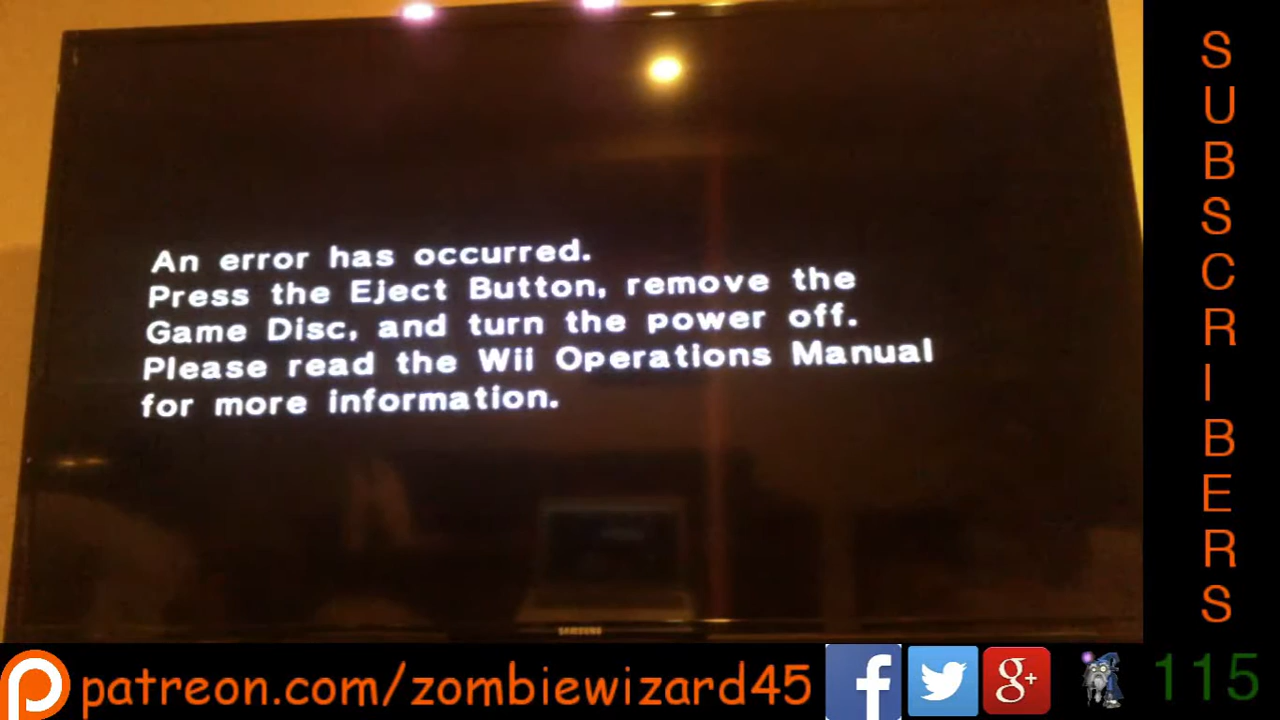 An error has occurred.
Press the Eject Button, remove the
Game Disc, and turn the power off.
Please read the Wii Operations Manual
for more information.
SAMSUNG
SUBSCRIBERS
patreon.com/zombiewizard45
115